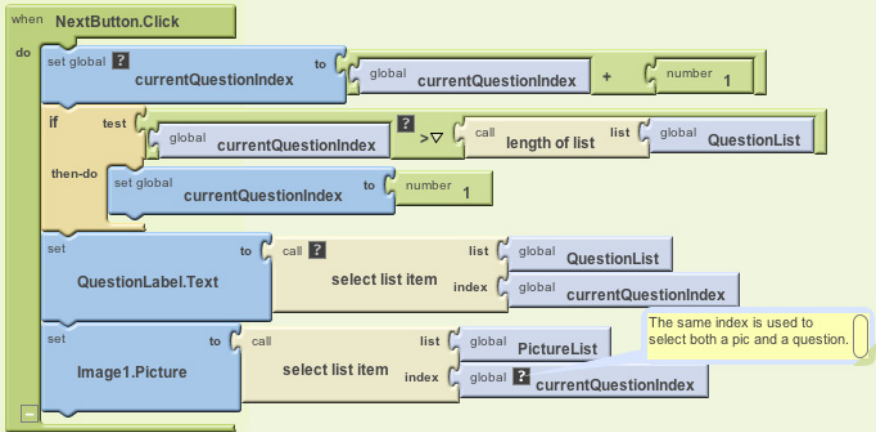 when NextButton.Click
do
set global ? currentQuestionIndex to global currentQuestionIndex + number 1
if test global currentQuestionIndex ? > call length of list list global QuestionList
then-do set global currentQuestionIndex to number 1
set QuestionLabel.Text to call ? select list item list global QuestionList
index global currentQuestionIndex
The same index is used to
select both a pic and a question.
set Image1.Picture to call select list item list global PictureList
index global ? currentQuestionIndex